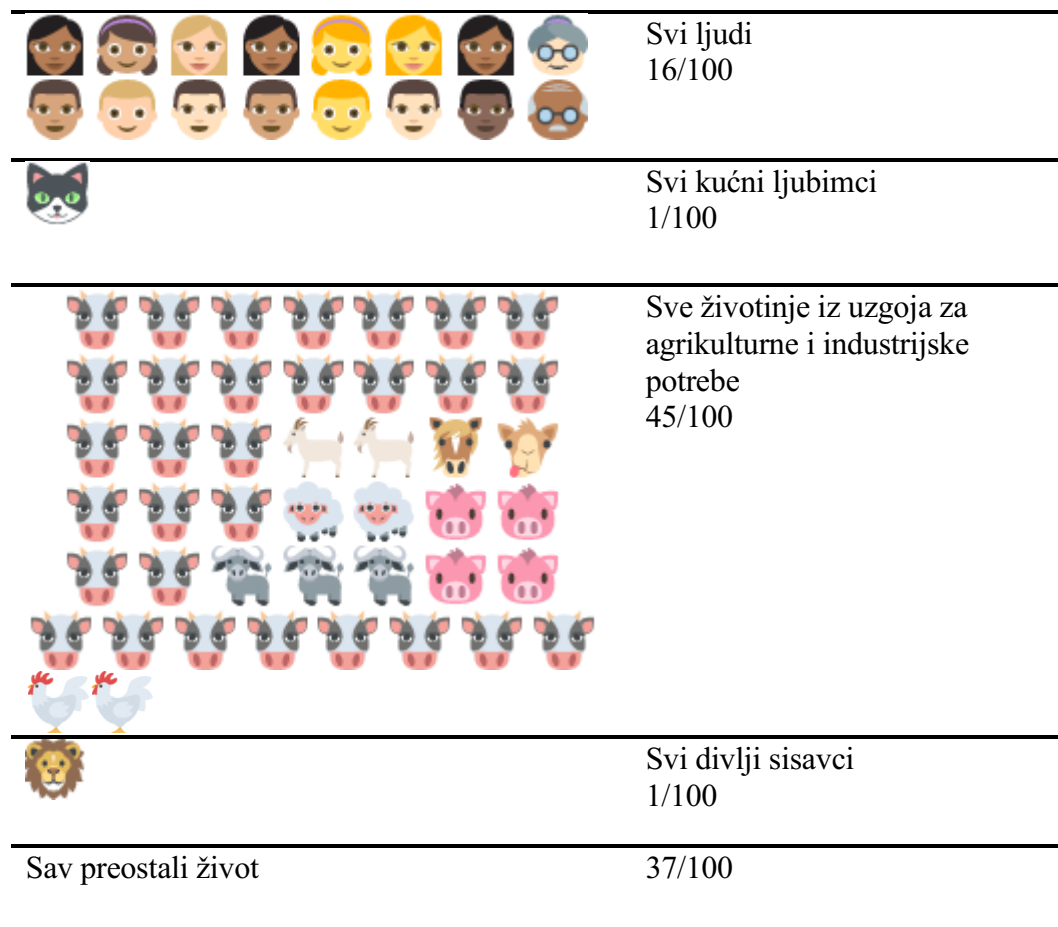 Svi ljudi
16/100
Svi kućni ljubimci
1/100
Sve životinje iz uzgoja za
agrikulturne i industrijske
potrebe
45/100
Svi divlji sisavci
1/100
Sav preostali život
37/100